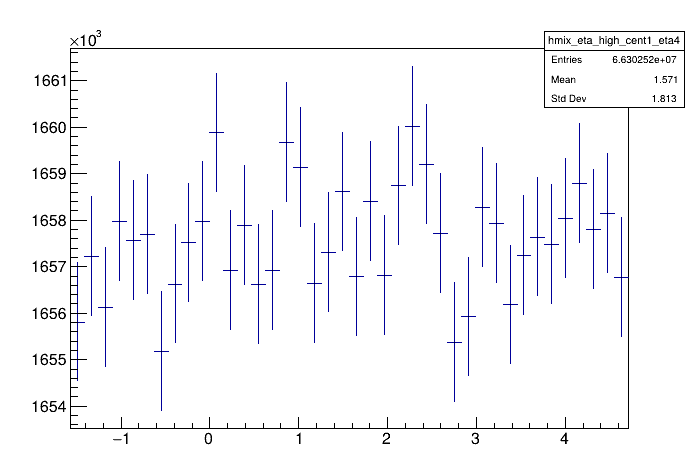 ×10³
hmix_eta_high_cent1_eta4
Entries 6.630252e+07
Mean 1.571
Std Dev 1.813
1661
1660
1659
1658
1657
1656
1655
1654
−1 0 1 2 3 4